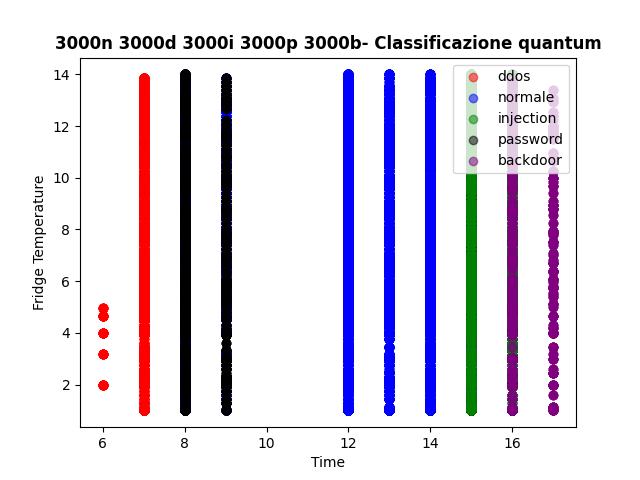 3000n 3000d 3000i 3000p 3000b- Classificazione quantum
14
12
10
8
6
4
2
Fridge Temperature
ddos
normale
injection
password
backdoor
6 8 10 12 14 16
Time